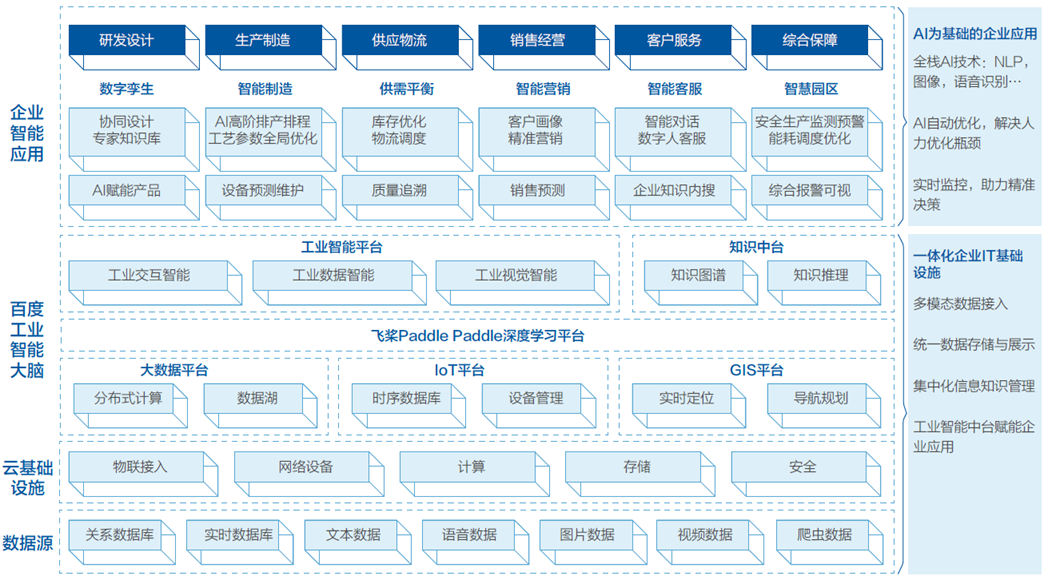 企业
智能
应用
研发设计
生产制造
供应物流
销售经营
客户服务
综合保障
数字孪生
智能制造
供需平衡
智能营销
智能客服
智慧园区
协同设计
专家知识库
AI高阶排产排程
工艺参数全局优化
库存优化
物流调度
客户画像
精准营销
智能对话
数字人客服
安全生产监测预警
能耗调度优化
AI赋能产品
设备预测维护
质量追溯
销售预测
企业知识内搜
综合报警可视
AI为基础的企业应用
全栈AI技术：NLP，
图像，语音识别…
AI自动优化，解决人
力优化瓶颈
实时监控，助力精准
决策
百度
工业
智能
大脑
工业智能平台
工业交互智能
工业数据智能
工业视觉智能
知识中台
知识图谱
知识推理
飞桨Paddle Paddle深度学习平台
大数据平台
分布式计算
数据湖
IoT平台
时序数据库
设备管理
GIS平台
实时定位
导航规划
云基础
设施
物联接入
网络设备
计算
存储
安全
数据源
关系数据库
实时数据库
文本数据
语音数据
图片数据
视频数据
爬虫数据
一体化企业IT基础
设施
多模态数据接入
统一数据存储与展示
集中化信息知识管理
工业智能中台赋能企
业应用